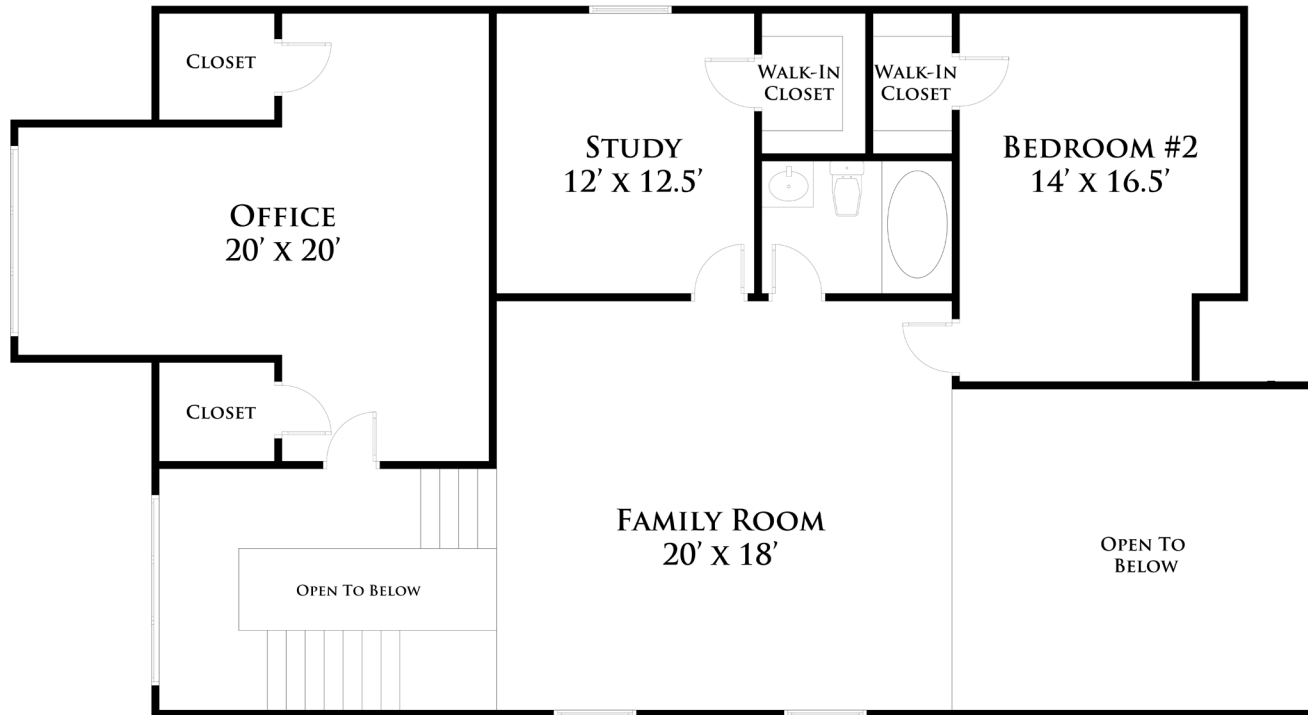 Closet
Walk-In
Closet
Walk-In
Closet
Study
12’ x 12.5’
Bedroom #2
14’ x 16.5’
Office
20’ x 20’
Closet
Family Room
20’ x 18’
Open To
Below
Open To Below